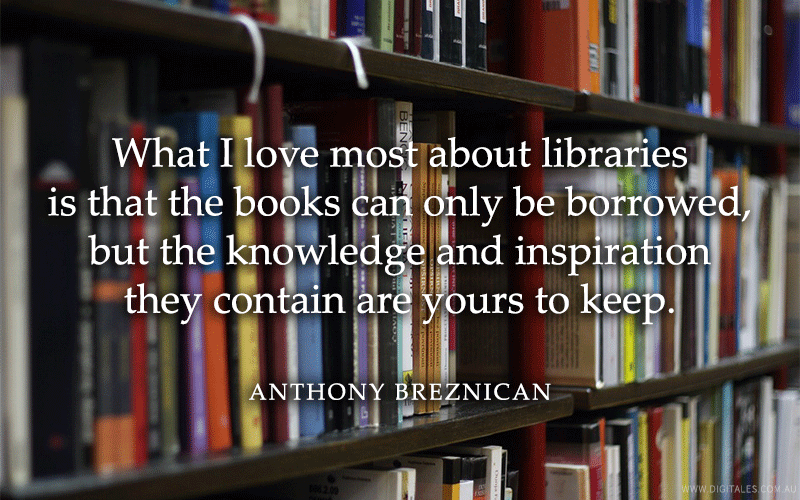 What I love most about libraries
is that the books can only be borrowed,
but the knowledge and inspiration
they contain are yours to keep.
ANTHONY BREZNICAN
WWW.DIGITALES.COM.AU